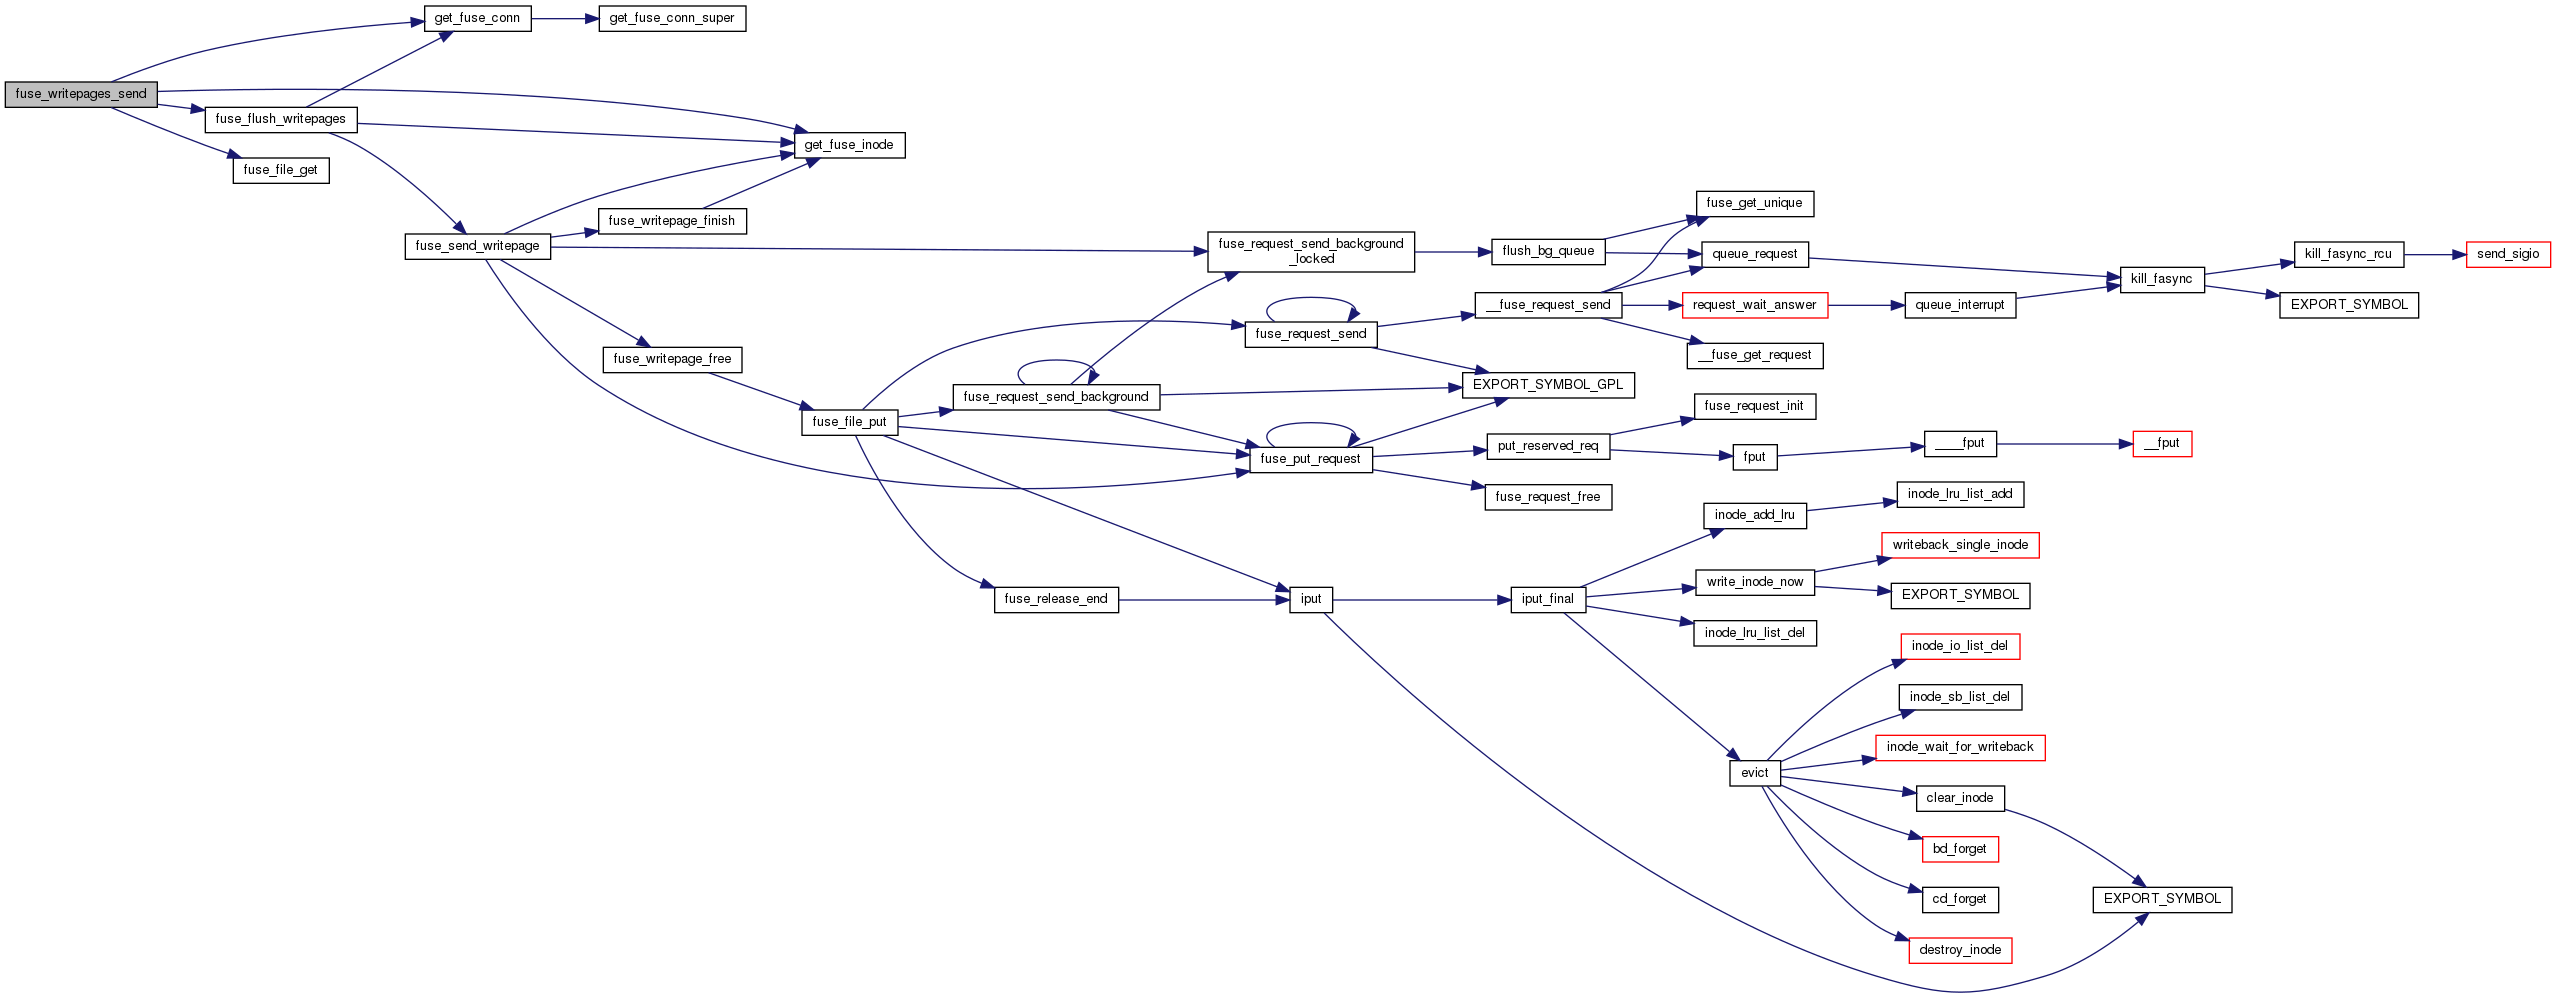 get_fuse_conn
get_fuse_conn_super
fuse_writepages_send
fuse_flush_writepages
get_fuse_inode
fuse_file_get
fuse_writepage_finish
fuse_send_writepage
fuse_get_unique
fuse_request_send_background
_locked
flush_bg_queue
queue_request
kill_fasync_rcu
send_sigio
kill_fasync
EXPORT_SYMBOL
__fuse_request_send
request_wait_answer
queue_interrupt
fuse_request_send
__fuse_get_request
fuse_writepage_free
EXPORT_SYMBOL_GPL
fuse_request_send_background
fuse_request_init
fuse_file_put
put_reserved_req
fput
____fput
__fput
fuse_put_request
fuse_request_free
inode_lru_list_add
inode_add_lru
writeback_single_inode
write_inode_now
EXPORT_SYMBOL
fuse_release_end
iput
iput_final
inode_lru_list_del
inode_io_list_del
inode_sb_list_del
inode_wait_for_writeback
evict
clear_inode
bd_forget
cd_forget
EXPORT_SYMBOL
destroy_inode